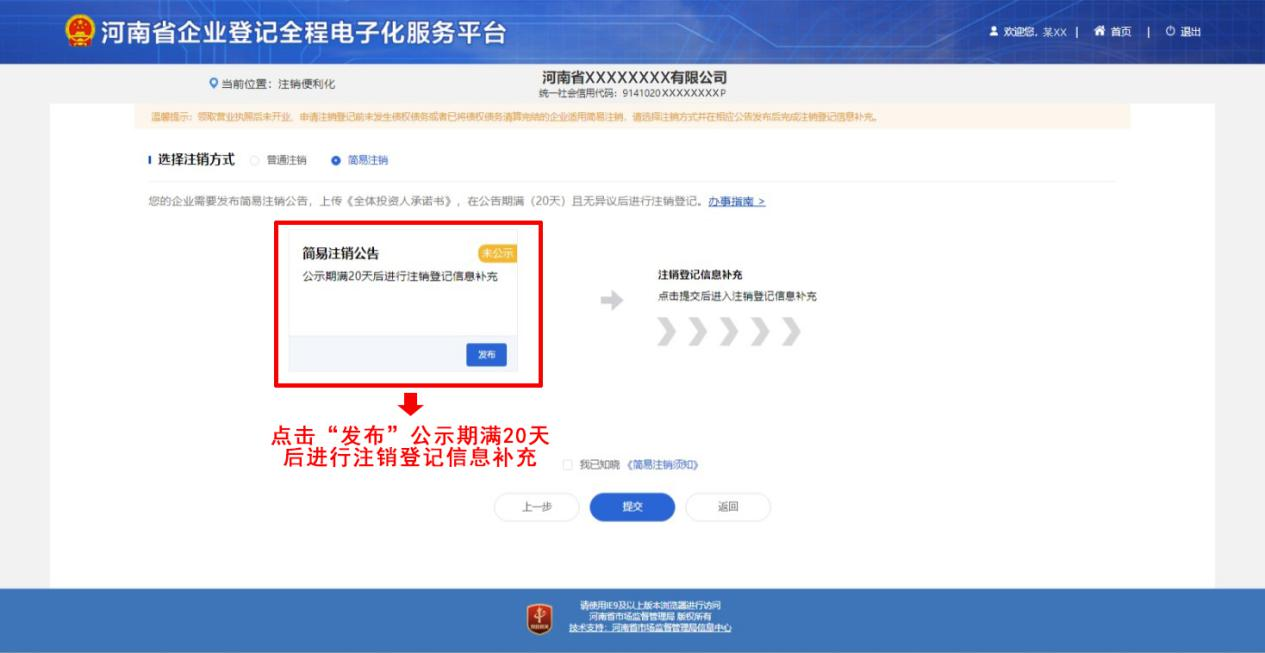 河南省企业登记全程电子化服务平台
欢迎您, 某XX | 首页 | 退出
当前位置：注销便利化
河南省XXXXXXXX有限公司
统一社会信用代码：9141020XXXXXXXXP
温馨提示：领取营业执照后未开业、申请注销登记前未发生债权债务或者已将债权债务清算完结的企业适用简易注销，请选择注销方式并在相应公告发布后完成注销登记信息补充。
选择注销方式 普通注销 简易注销
您的企业需要发布简易注销公告，上传《全体投资人承诺书》，在公告期满（20天）且无异议后进行注销登记。办事指南 >
简易注销公告 未公示
公示期满20天后进行注销登记信息补充
发布
注销登记信息补充
点击提交后进入注销登记信息补充
点击“发布”公示期满20天
后进行注销登记信息补充
我已知晓《简易注销须知》
上一步 提交 返回
请使用IE9及以上版本浏览器进行访问
河南省市场监督管理局 版权所有
技术支持：河南省市场监督管理局信息中心